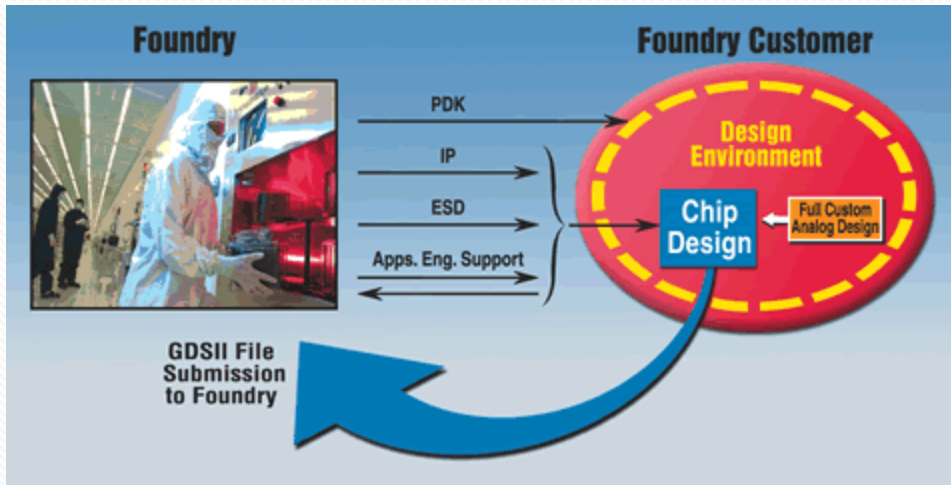 Foundry
Foundry Customer
PDK
IP
ESD
Apps. Eng. Support
Design
Environment
Chip
Design
Full Custom
Analog Design
GDSII File
Submission
to Foundry